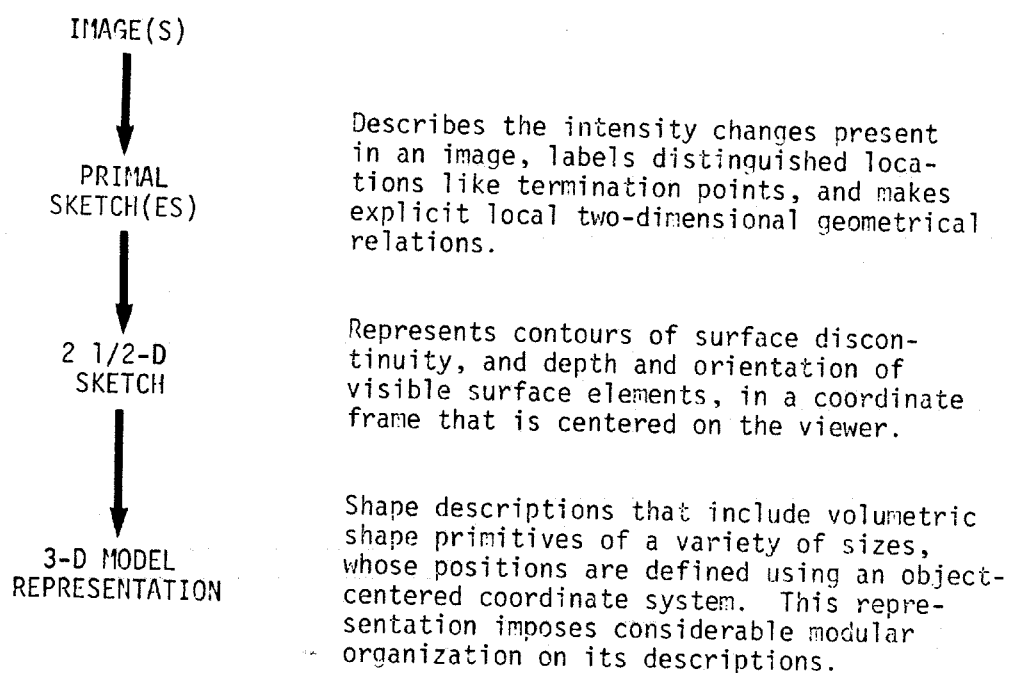 IMAGE(S)
Describes the intensity changes present
in an image, labels distinguished loca-
tions like termination points, and makes
explicit local two-dimensional geometrical
relations.
PRIMAL
SKETCH(ES)
Represents contours of surface discon-
tinuity, and depth and orientation of
visible surface elements, in a coordinate
frame that is centered on the viewer.
2 1/2-D
SKETCH
Shape descriptions that include volumetric
shape primitives of a variety of sizes,
whose positions are defined using an object-
centered coordinate system. This repre-
sentation imposes considerable modular
organization on its descriptions.
3-D MODEL
REPRESENTATION